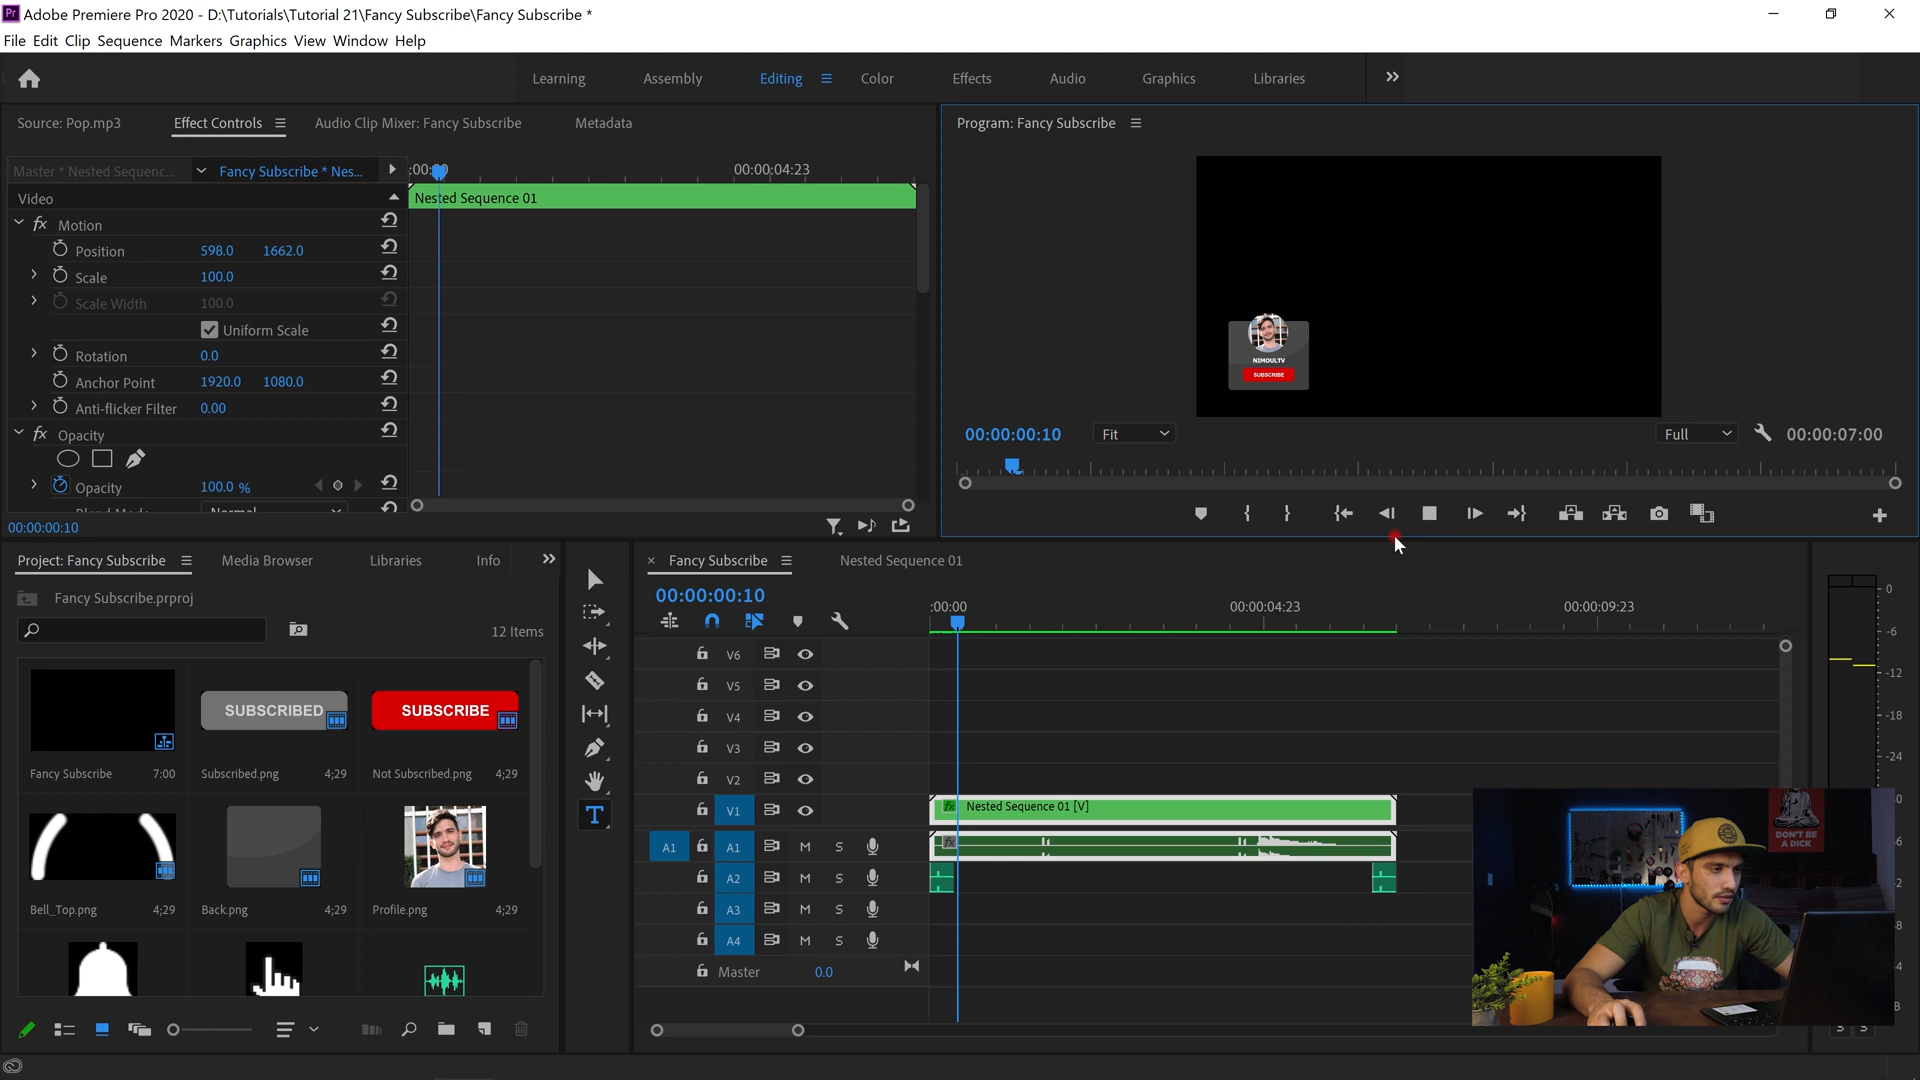 Pr Adobe Premiere Pro 2020 - D:\Tutorials\Tutorial 21\Fancy Subscribe\Fancy Subscribe *
File Edit Clip Sequence Markers Graphics View Window Help
Learning Assembly Editing Color Effects Audio Graphics Libraries
Source: Pop.mp3 Effect Controls Audio Clip Mixer: Fancy Subscribe Metadata
Program: Fancy Subscribe
Master * Nested Sequenc... Fancy Subscribe * Nes... :00:00 00:00:04:23
Video Nested Sequence 01
fx Motion
Position 598.0 1662.0
Scale 100.0
Scale Width 100.0
Uniform Scale
Rotation 0.0
Anchor Point 1920.0 1080.0
Anti-flicker Filter 0.00
fx Opacity
Opacity 100.0 %
Blend Mode Normal
00:00:00:10
NIMOULTV
SUBSCRIBE
00:00:00:10 Fit Full 00:00:07:00
Project: Fancy Subscribe Media Browser Libraries Info
Fancy Subscribe.prproj
12 Items
SUBSCRIBED SUBSCRIBE
Fancy Subscribe 7:00 Subscribed.png 4;29 Not Subscribed.png 4;29
Bell_Top.png 4;29 Back.png 4;29 Profile.png 4;29
T
× Fancy Subscribe Nested Sequence 01
00:00:00:10
:00:00 00:00:04:23 00:00:09:23
V6
V5
V4
V3
V2
V1 fx Nested Sequence 01 [V]
A1 A1 M S fx
A2 M S
A3 M S
A4 M S
Master 0.0
0
-6
-12
-18
-24
DON'T BE
A DICK
S S